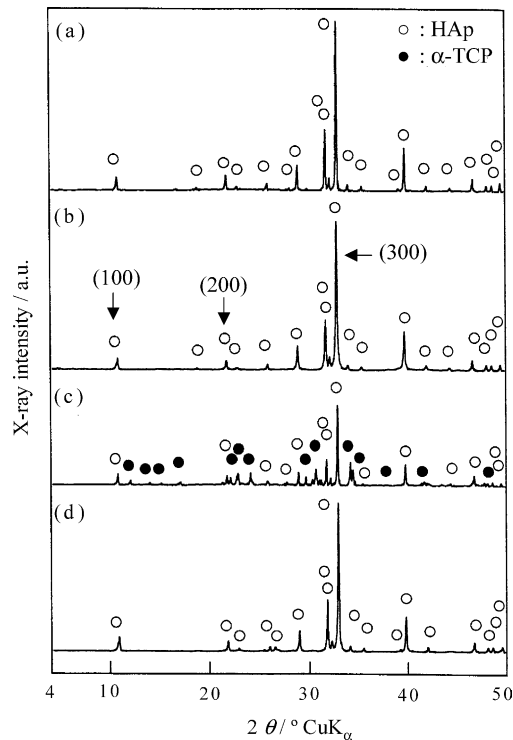 (a)
○ : HAp
● : α-TCP
(b)
(100)
(200)
(300)
(c)
(d)
X-ray intensity / a.u.
4 10 20 30 40 50
2 θ / ° CuKα